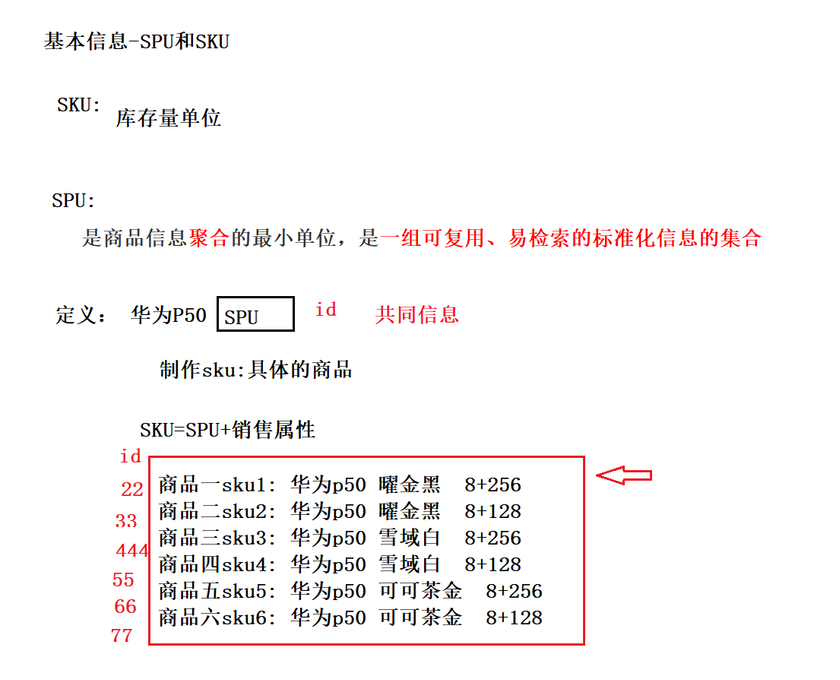 基本信息-SPU和SKU
SKU:
库存量单位
SPU:
是商品信息聚合的最小单位，是一组可复用、易检索的标准化信息的集合
定义： 华为P50 SPU id 共同信息
制作sku:具体的商品
SKU=SPU+销售属性
id
22 商品一sku1: 华为p50 曜金黑 8+256
33 商品二sku2: 华为p50 曜金黑 8+128
444 商品三sku3: 华为p50 雪域白 8+256
55 商品四sku4: 华为p50 雪域白 8+128
66 商品五sku5: 华为p50 可可茶金 8+256
77 商品六sku6: 华为p50 可可茶金 8+128